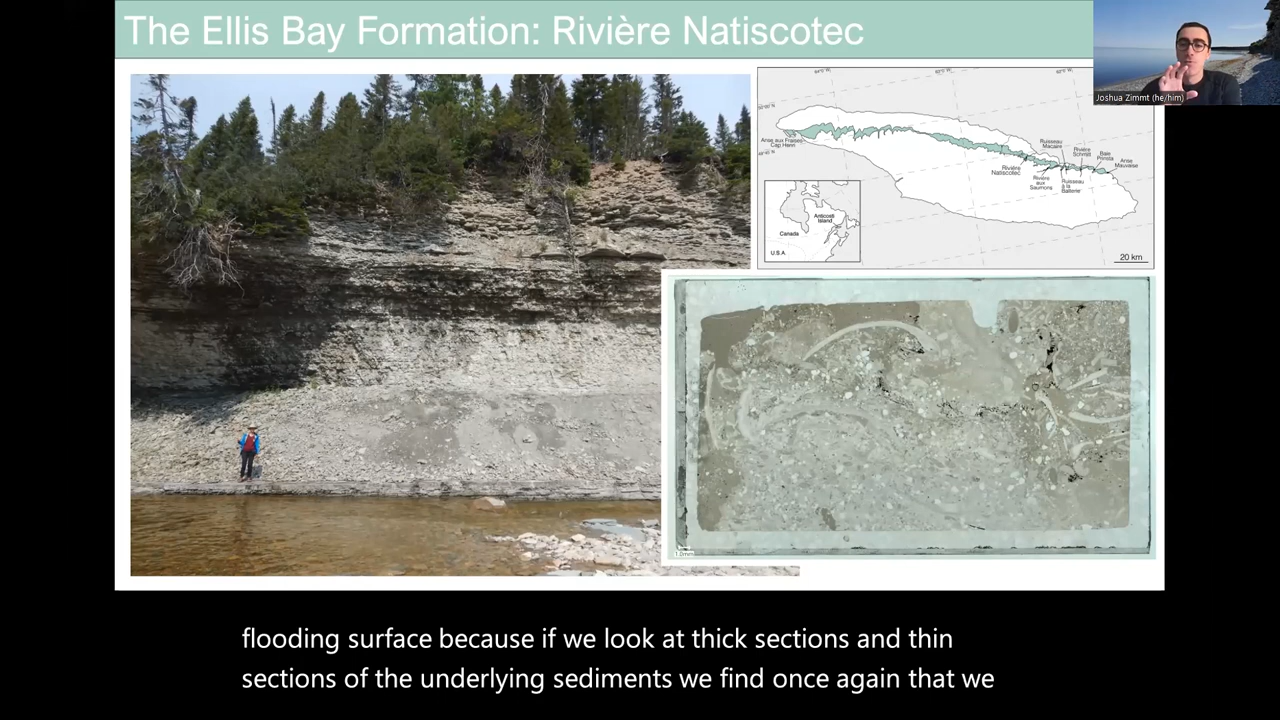 The Ellis Bay Formation: Rivière Natiscotec
Joshua Zimmt (he/him)
Anse aux Fraises
Cap Henri
Rivière
Natiscotec
Rivière
aux
Saumons
Ruisseau
Macaire
Rivière
Schmitt
Ruisseau
à la
Batterie
Baie
Prinsta
Anse
Mauvaise
Anticosti
Island
Canada
U.S.A.
20 km
1.0mm
flooding surface because if we look at thick sections and thin
sections of the underlying sediments we find once again that we